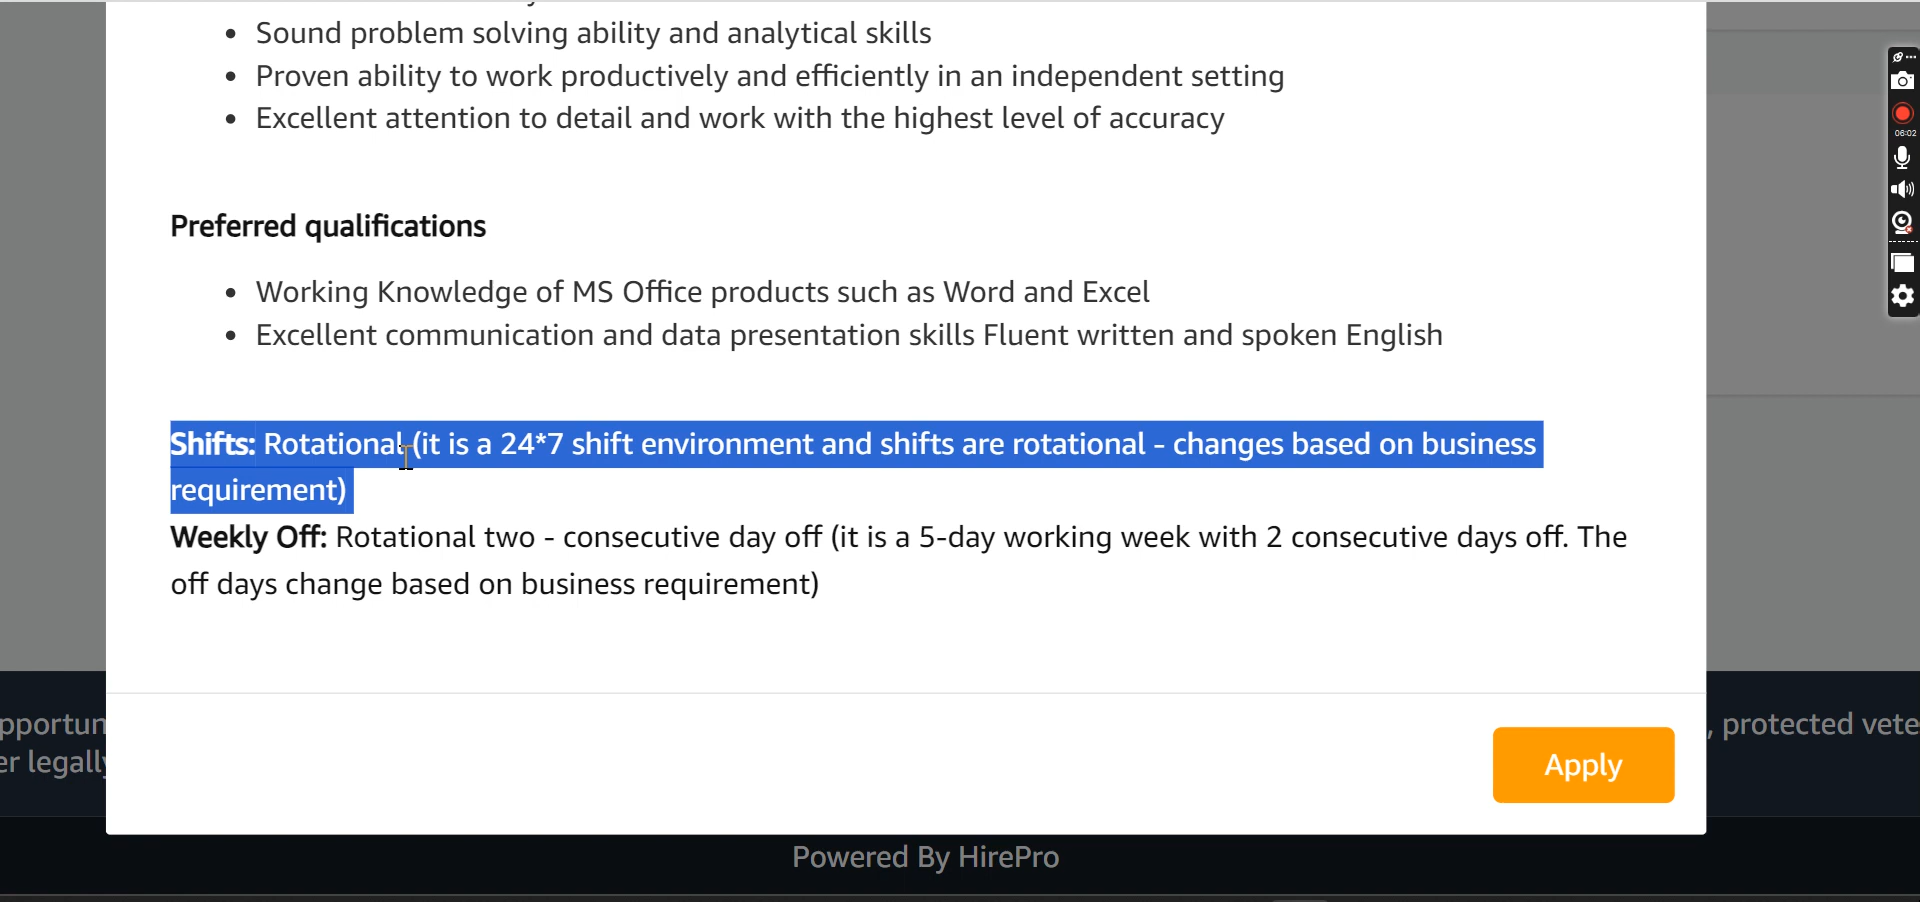 Sound problem solving ability and analytical skills
Proven ability to work productively and efficiently in an independent setting
Excellent attention to detail and work with the highest level of accuracy
Preferred qualifications
Working Knowledge of MS Office products such as Word and Excel
Excellent communication and data presentation skills Fluent written and spoken English
Shifts: Rotational (it is a 24*7 shift environment and shifts are rotational - changes based on business
requirement)
Weekly Off: Rotational two - consecutive day off (it is a 5-day working week with 2 consecutive days off. The
off days change based on business requirement)
Apply
pportun
, protected vete
er legally
Powered By HirePro
06:02